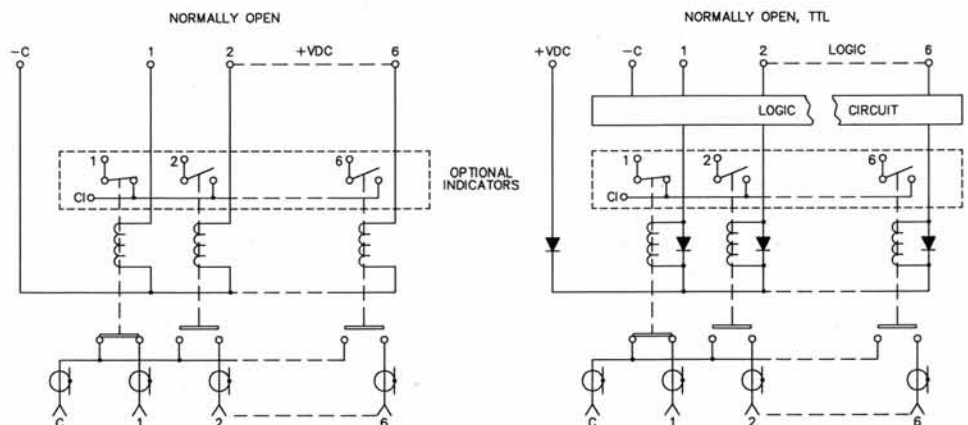 NORMALLY OPEN
-C 1 2 +VDC 6
1 2 6
CI
OPTIONAL
INDICATORS
C 1 2 6
NORMALLY OPEN, TTL
+VDC -C 1 2 LOGIC 6
LOGIC CIRCUIT
1 2 6
CI
C 1 2 6